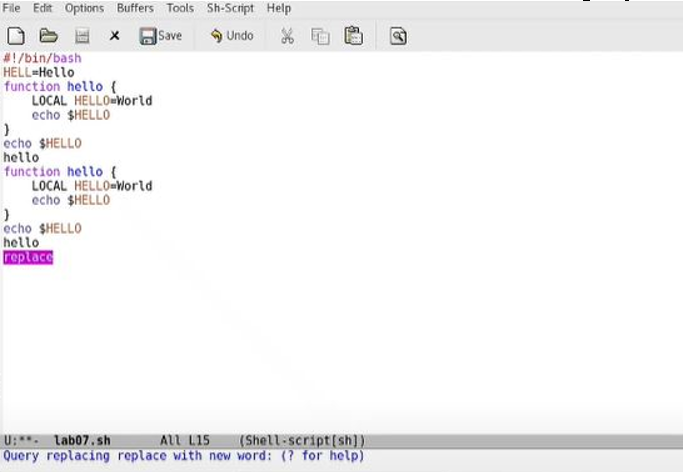 File Edit Options Buffers Tools Sh-Script Help
Save Undo
#!/bin/bash
HELL=Hello
function hello {
LOCAL HELLO=World
echo $HELLO
}
echo $HELLO
hello
function hello {
LOCAL HELLO=World
echo $HELLO
}
echo $HELLO
hello
replace
U:**- lab07.sh All L15 (Shell-script[sh])
Query replacing replace with new word: (? for help)